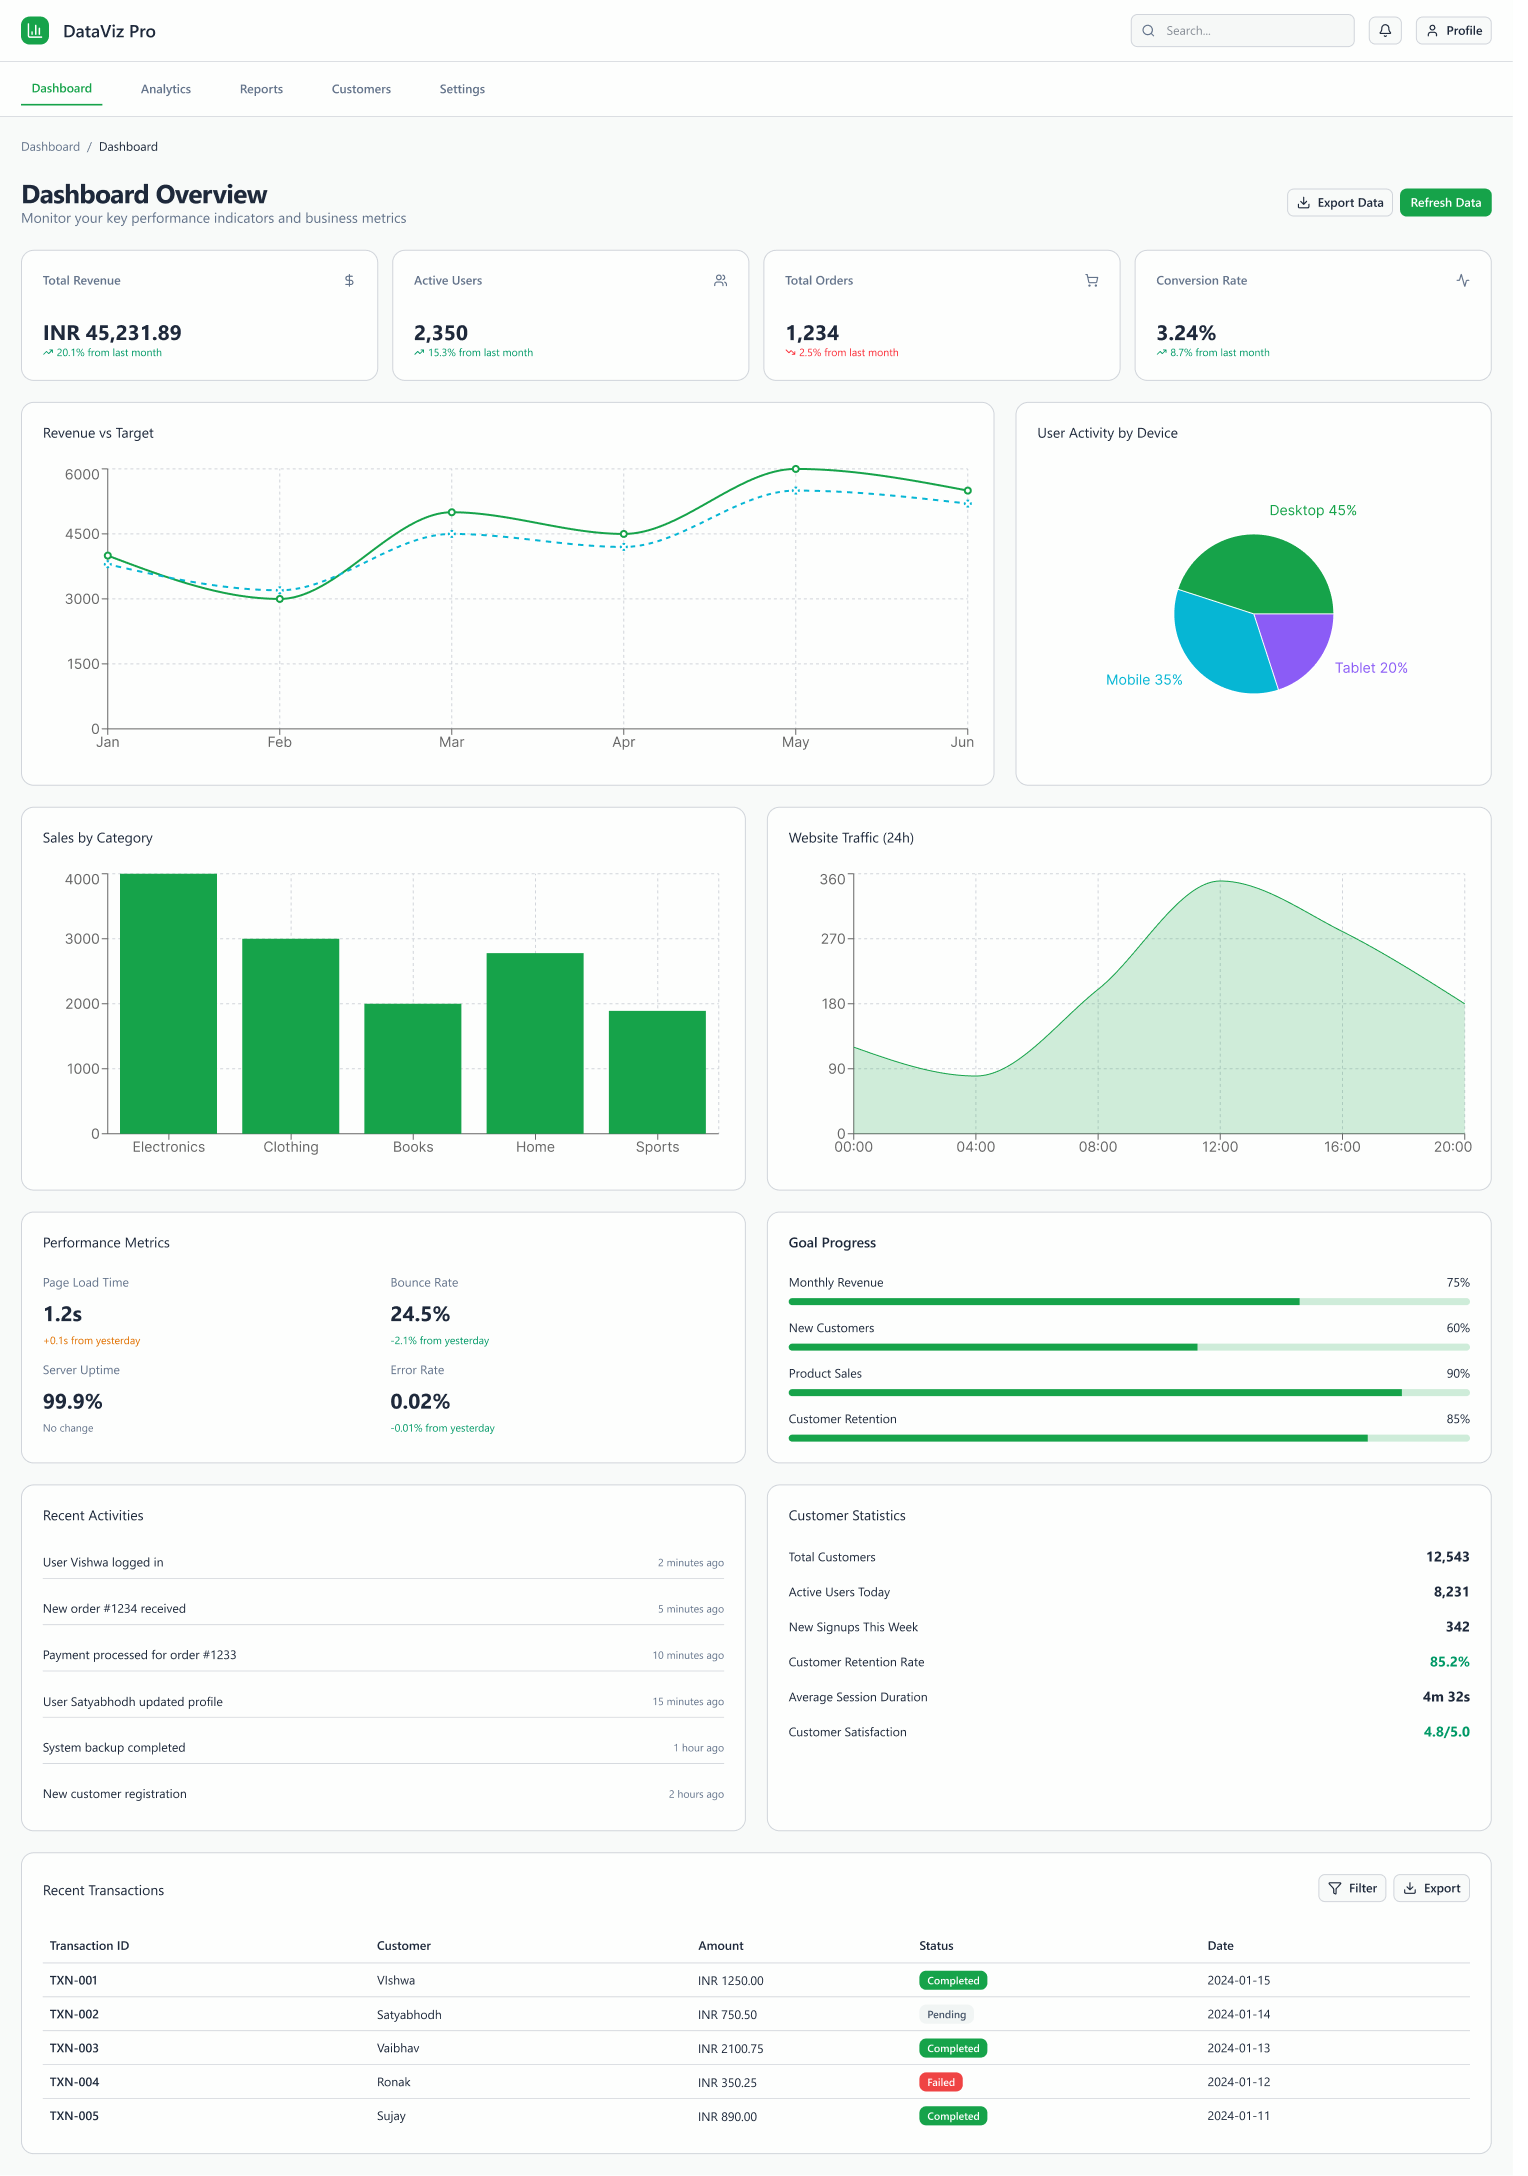 DataViz Pro
Search...
Profile
Dashboard
Analytics
Reports
Customers
Settings
Dashboard / Dashboard
Dashboard Overview
Monitor your key performance indicators and business metrics
Export Data
Refresh Data
Total Revenue
INR 45,231.89
20.1% from last month
Active Users
2,350
15.3% from last month
Total Orders
1,234
2.5% from last month
Conversion Rate
3.24%
8.7% from last month
Revenue vs Target
6000
4500
3000
1500
0
Jan
Feb
Mar
Apr
May
Jun
User Activity by Device
Desktop 45%
Mobile 35%
Tablet 20%
Sales by Category
4000
3000
2000
1000
0
Electronics
Clothing
Books
Home
Sports
Website Traffic (24h)
360
270
180
90
0
00:00
04:00
08:00
12:00
16:00
20:00
Performance Metrics
Page Load Time
1.2s
+0.1s from yesterday
Bounce Rate
24.5%
-2.1% from yesterday
Server Uptime
99.9%
No change
Error Rate
0.02%
-0.01% from yesterday
Goal Progress
Monthly Revenue 75%
New Customers 60%
Product Sales 90%
Customer Retention 85%
Recent Activities
User Vishwa logged in 2 minutes ago
New order #1234 received 5 minutes ago
Payment processed for order #1233 10 minutes ago
User Satyabhodh updated profile 15 minutes ago
System backup completed 1 hour ago
New customer registration 2 hours ago
Customer Statistics
Total Customers 12,543
Active Users Today 8,231
New Signups This Week 342
Customer Retention Rate 85.2%
Average Session Duration 4m 32s
Customer Satisfaction 4.8/5.0
Recent Transactions
Filter
Export
Transaction ID Customer Amount Status Date
TXN-001 VIshwa INR 1250.00 Completed 2024-01-15
TXN-002 Satyabhodh INR 750.50 Pending 2024-01-14
TXN-003 Vaibhav INR 2100.75 Completed 2024-01-13
TXN-004 Ronak INR 350.25 Failed 2024-01-12
TXN-005 Sujay INR 890.00 Completed 2024-01-11